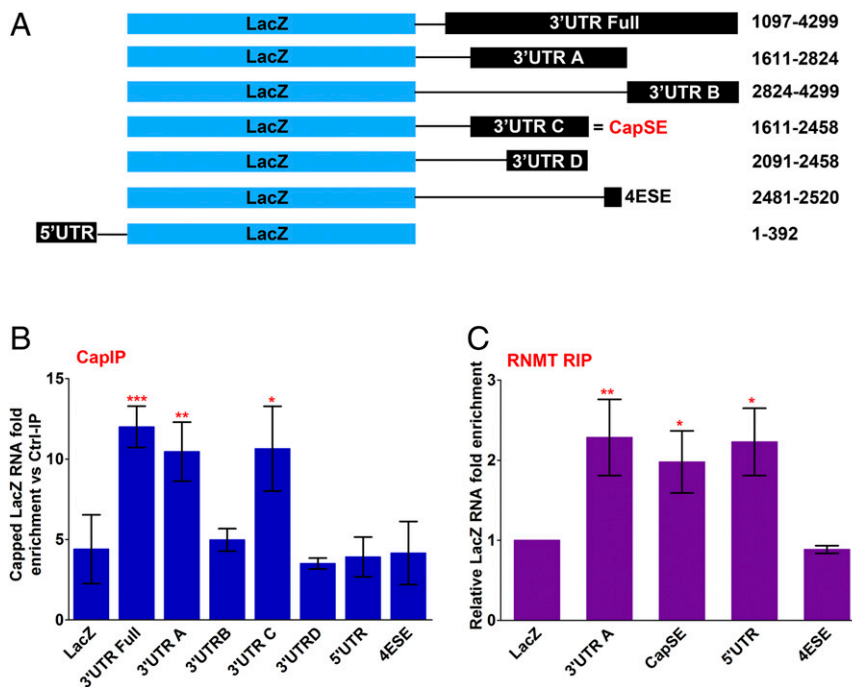 A
LacZ 3'UTR Full 1097-4299
LacZ 3'UTR A 1611-2824
LacZ 3'UTR B 2824-4299
LacZ 3'UTR C = CapSE 1611-2458
LacZ 3'UTR D 2091-2458
LacZ 4ESE 2481-2520
5'UTR LacZ 1-392
B
CapIP
Capped LacZ RNA fold
enrichment vs Ctrl-IP
15
10
5
0
***
**
*
LacZ
3'UTR Full
3'UTR A
3'UTRB
3'UTR C
3'UTRD
5'UTR
4ESE
C
RNMT RIP
Relative LacZ RNA fold enrichment
3
2
1
0
**
*
*
LacZ
3'UTR A
CapSE
5'UTR
4ESE